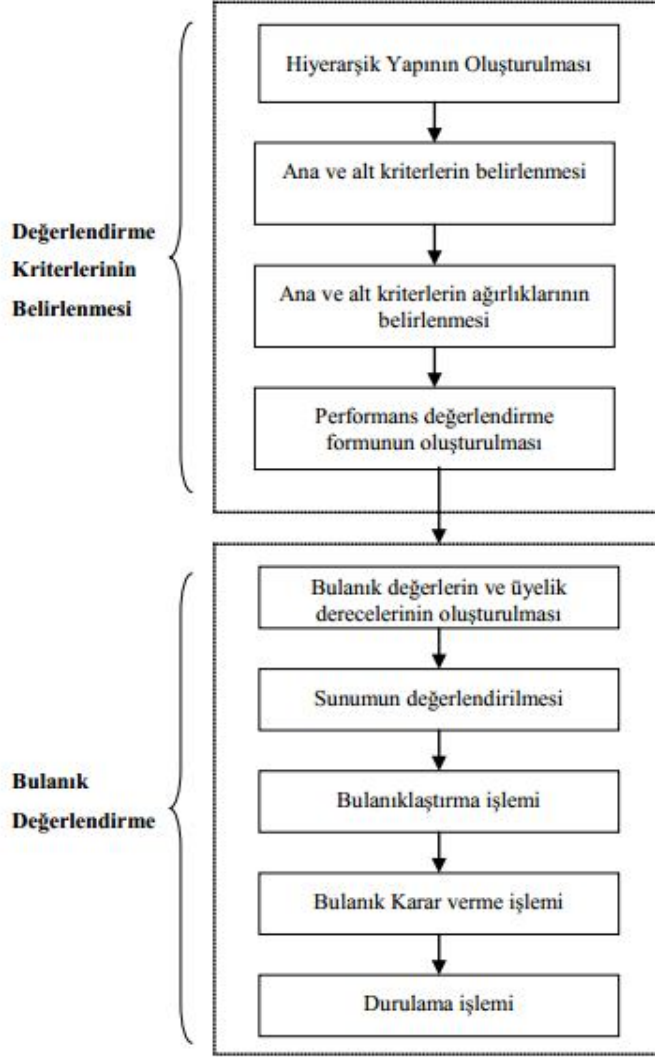 Hiyerarşik Yapının Oluşturulması
Ana ve alt kriterlerin belirlenmesi
Değerlendirme
Kriterlerinin
Belirlenmesi
Ana ve alt kriterlerin ağırlıklarının
belirlenmesi
Performans değerlendirme
formunun oluşturulması
Bulanık değerlerin ve üyelik
derecelerinin oluşturulması
Sunumun değerlendirilmesi
Bulanık
Değerlendirme
Bulanıklaştırma işlemi
Bulanık Karar verme işlemi
Durulama işlemi